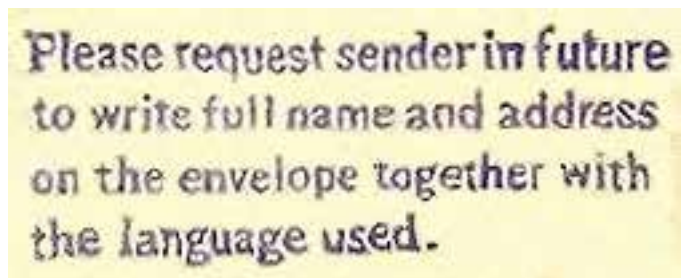 Please request sender in future
to write full name and address
on the envelope together with
the language used.